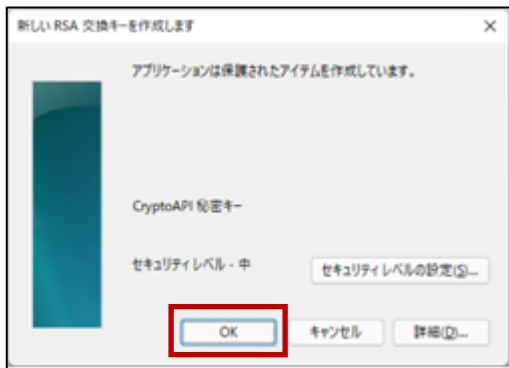 新しい RSA 交換キーを作成します
アプリケーションは保護されたアイテムを作成しています。
CryptoAPI 秘密キー
セキュリティ レベル - 中
セキュリティ レベルの設定(S)...
OK
キャンセル
詳細(D)...